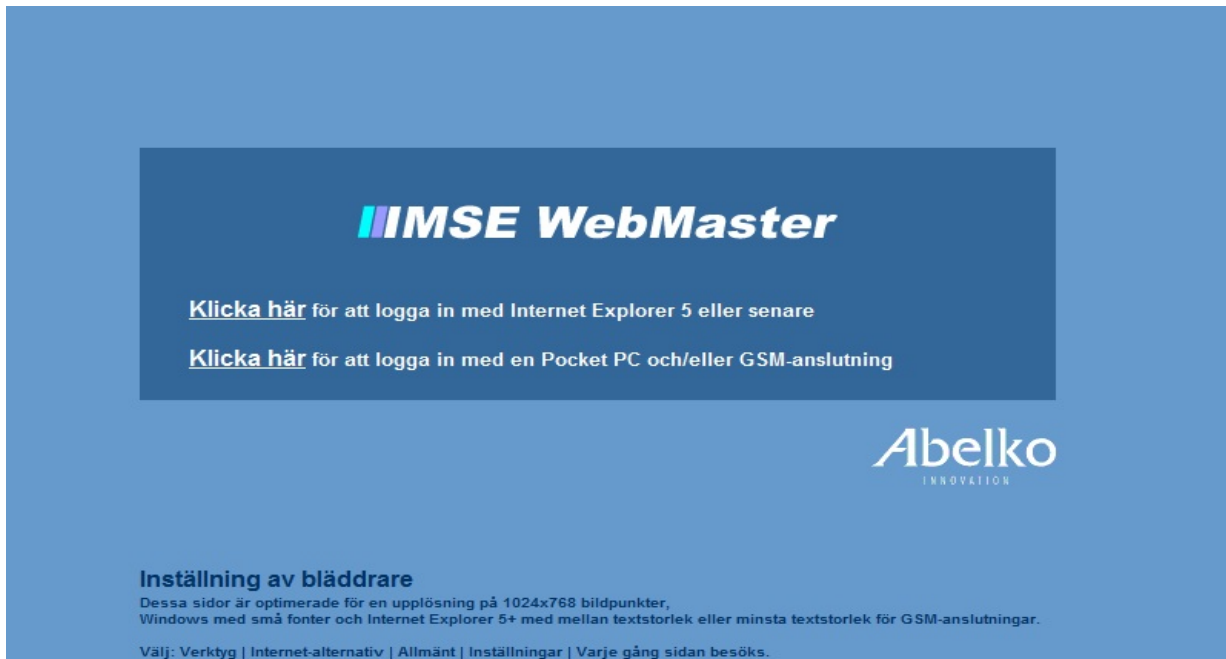 IMSE WebMaster
Klicka här för att logga in med Internet Explorer 5 eller senare
Klicka här för att logga in med en Pocket PC och/eller GSM-anslutning
Abelko
INNOVATION
Inställning av bläddrare
Dessa sidor är optimerade för en upplösning på 1024x768 bildpunkter,
Windows med små fonter och Internet Explorer 5+ med mellan textstorlek eller minsta textstorlek för GSM-anslutningar.
Välj: Verktyg | Internet-alternativ | Allmänt | Inställningar | Varje gång sidan besöks.